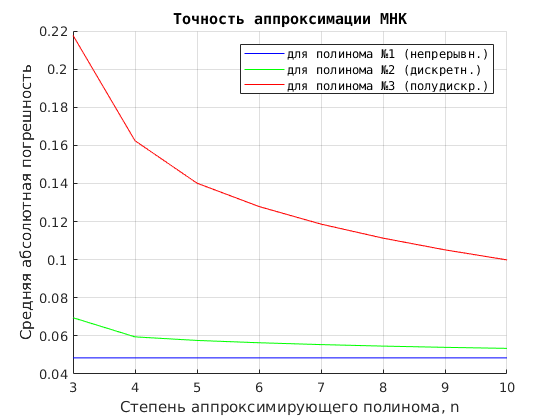 Точность аппроксимации МНК
для полинома №1 (непрерывн.)
для полинома №2 (дискретн.)
для полинома №3 (полудискр.)
Средняя абсолютная погрешность
0.22
0.2
0.18
0.16
0.14
0.12
0.1
0.08
0.06
0.04
3 4 5 6 7 8 9 10
Степень аппроксимирующего полинома, n